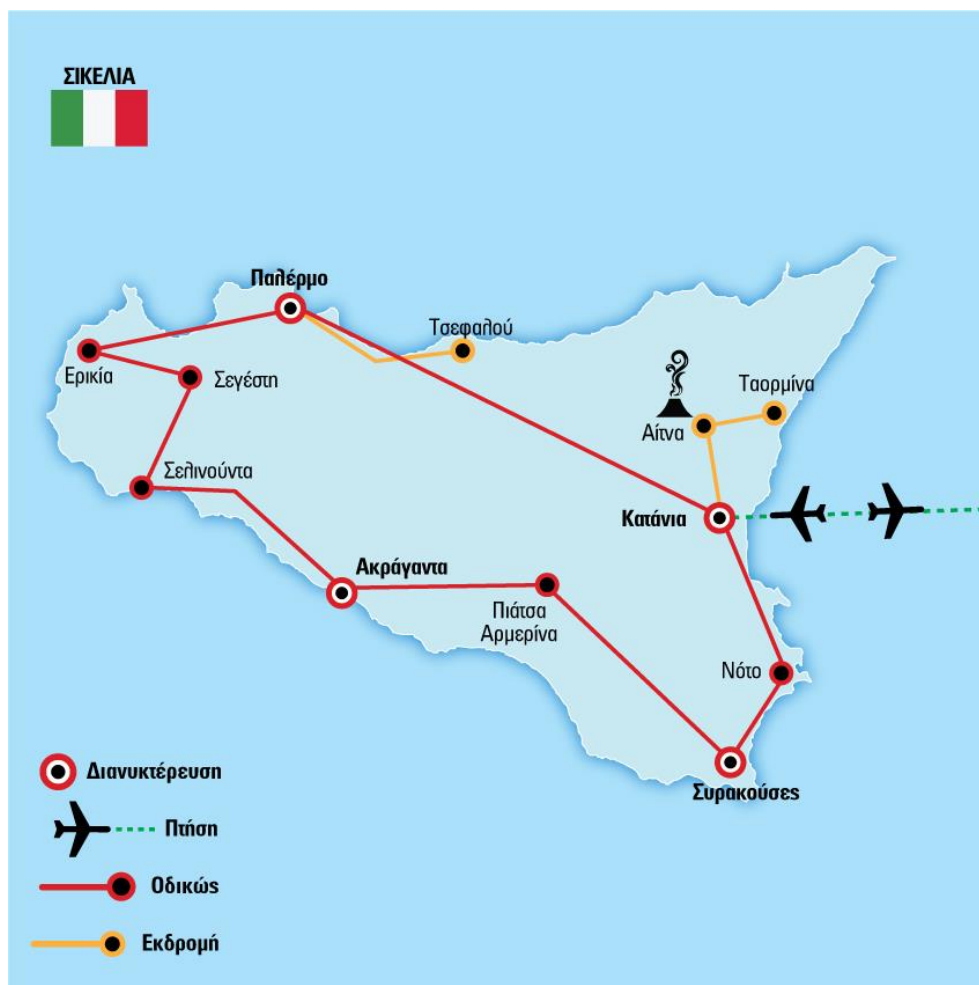 ΣΙΚΕΛΙΑ
Παλέρμο
Τσεφαλού
Ερικία
Σεγέστη
Ταορμίνα
Αίτνα
Σελινούντα
Κατάνια
Ακράγαντα
Πιάτσα
Αρμερίνα
Νότο
Συρακούσες
Διανυκτέρευση
Πτήση
Οδικώς
Εκδρομή